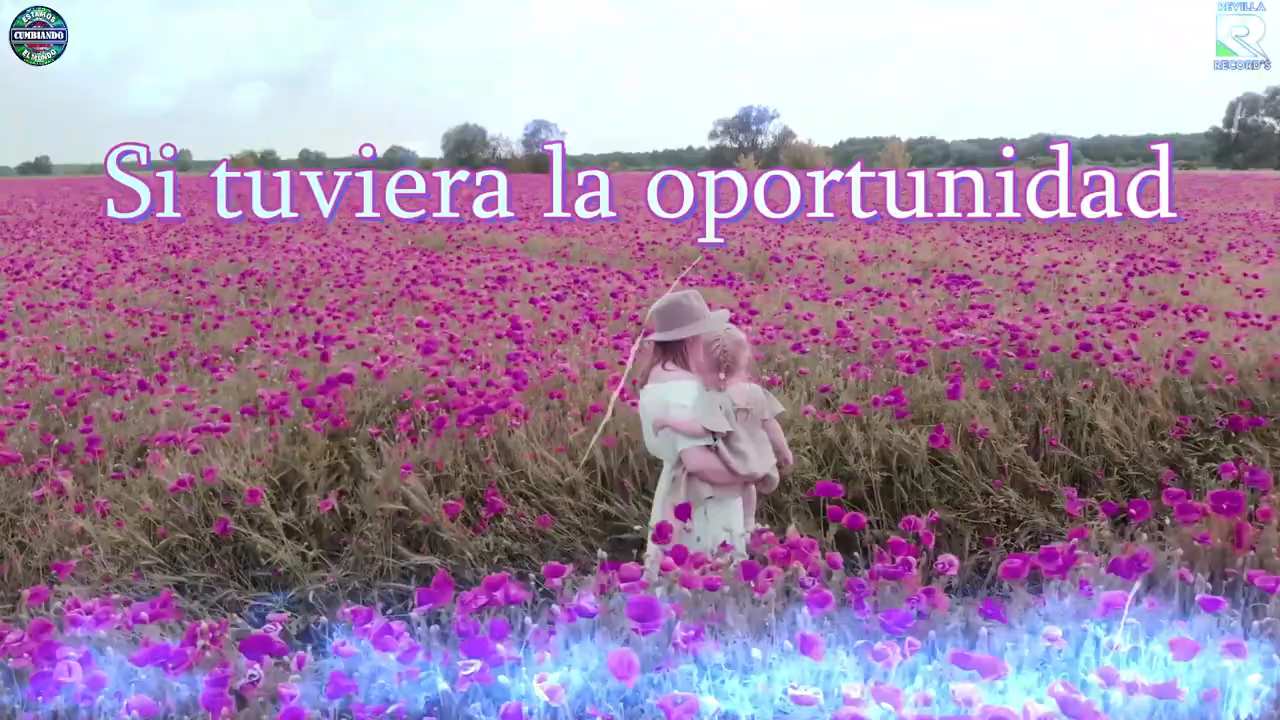 ESTAMOS
CUMBIANDO
EL MUNDO
REVILLA
R
RECORD'S
Si tuviera la oportunidad